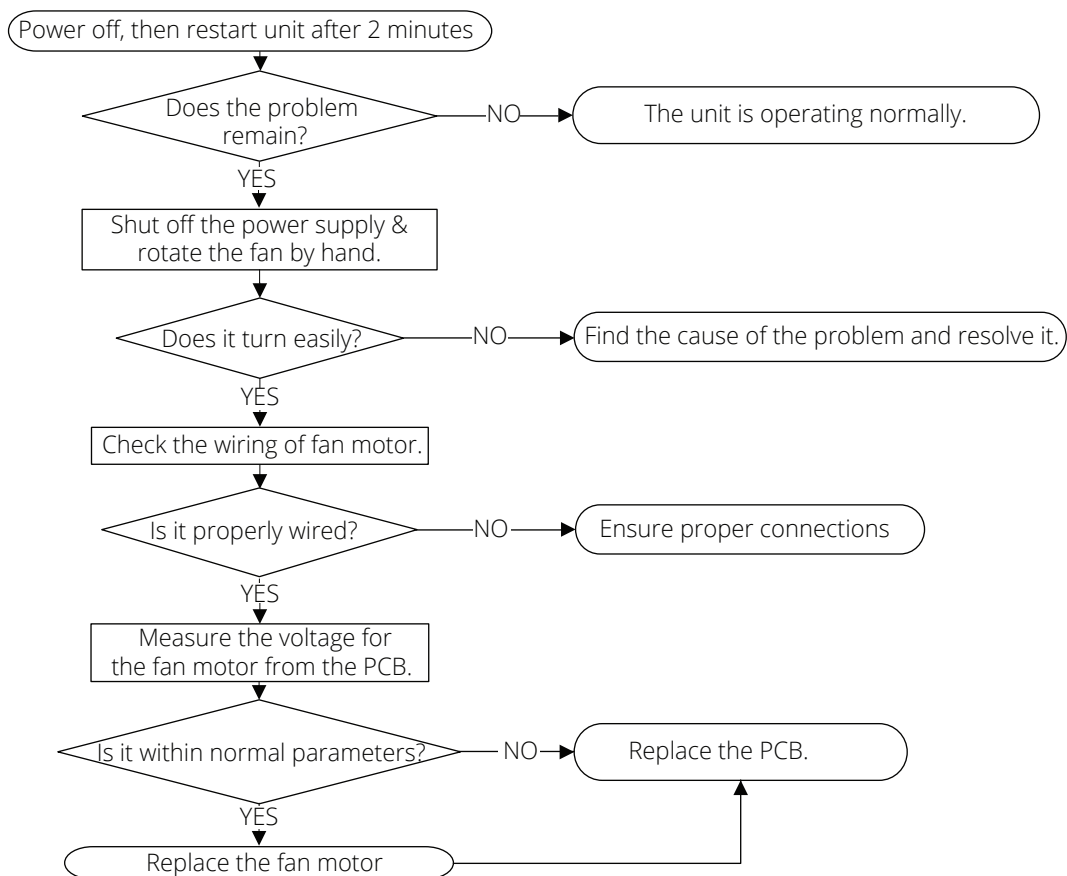 Power off, then restart unit after 2 minutes
Does the problem
remain?
NO
The unit is operating normally.
YES
Shut off the power supply &
rotate the fan by hand.
Does it turn easily?
NO
Find the cause of the problem and resolve it.
YES
Check the wiring of fan motor.
Is it properly wired?
NO
Ensure proper connections
YES
Measure the voltage for
the fan motor from the PCB.
Is it within normal parameters?
NO
Replace the PCB.
YES
Replace the fan motor